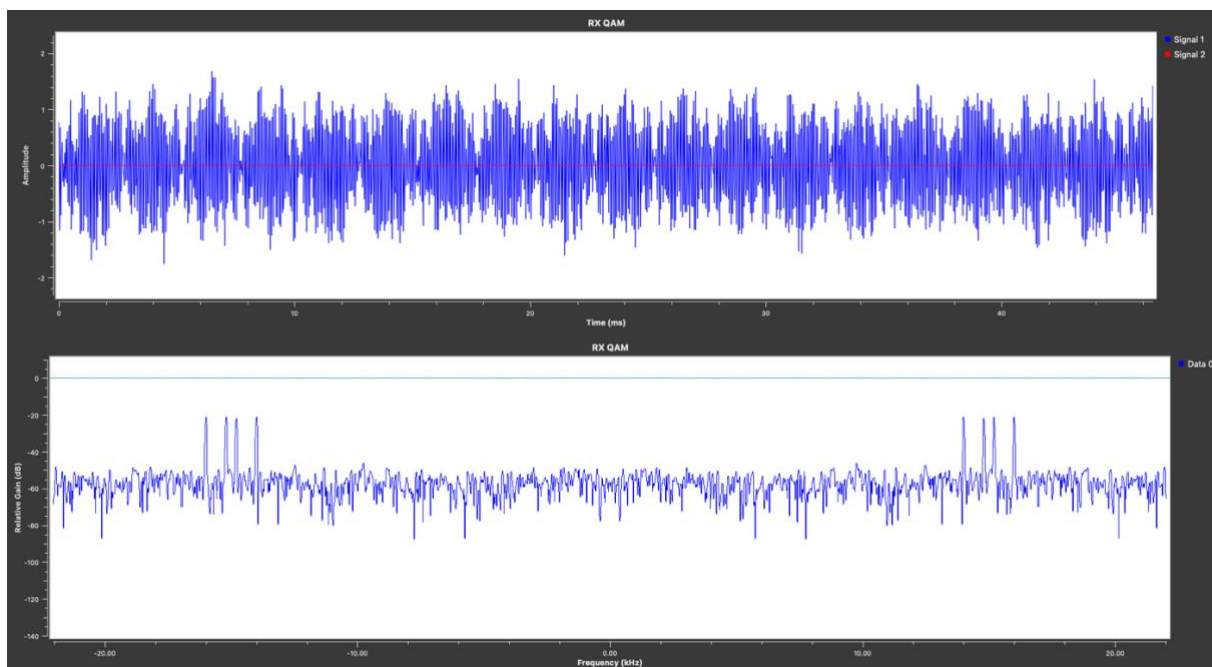 RX QAM
Signal 1
Signal 2
2
1
0
-1
-2
Amplitude
0
10
20
30
40
Time (ms)
RX QAM
Data 0
0
-20
-40
-60
-80
-100
-120
-140
Relative Gain (dB)
-20.00
-10.00
0.00
10.00
20.00
Frequency (kHz)